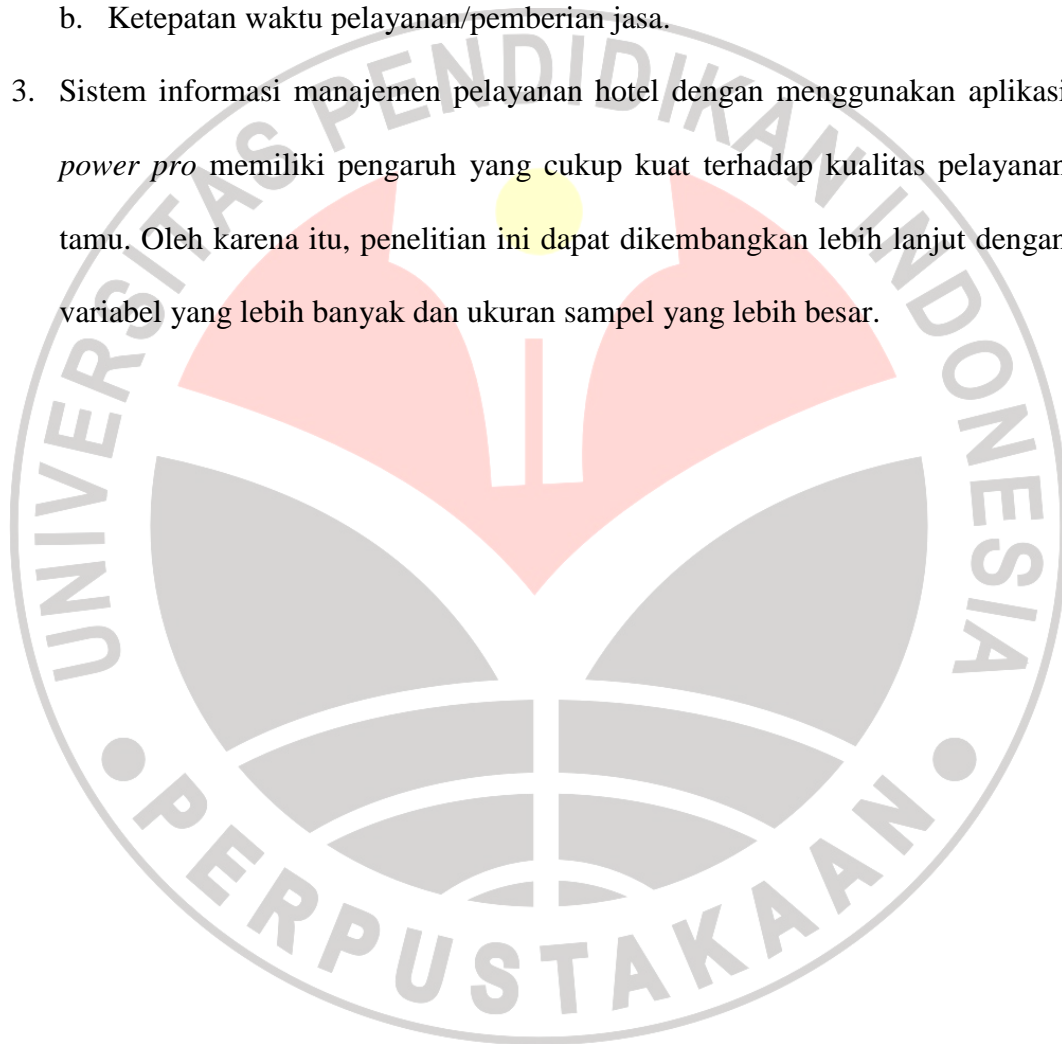 b. Ketepatan waktu pelayanan/pemberian jasa.
3. Sistem informasi manajemen pelayanan hotel dengan menggunakan aplikasi
power pro memiliki pengaruh yang cukup kuat terhadap kualitas pelayanan
tamu. Oleh karena itu, penelitian ini dapat dikembangkan lebih lanjut dengan
variabel yang lebih banyak dan ukuran sampel yang lebih besar.
UNIVERSITAS PENDIDIKAN INDONESIA
PERPUSTAKAAN